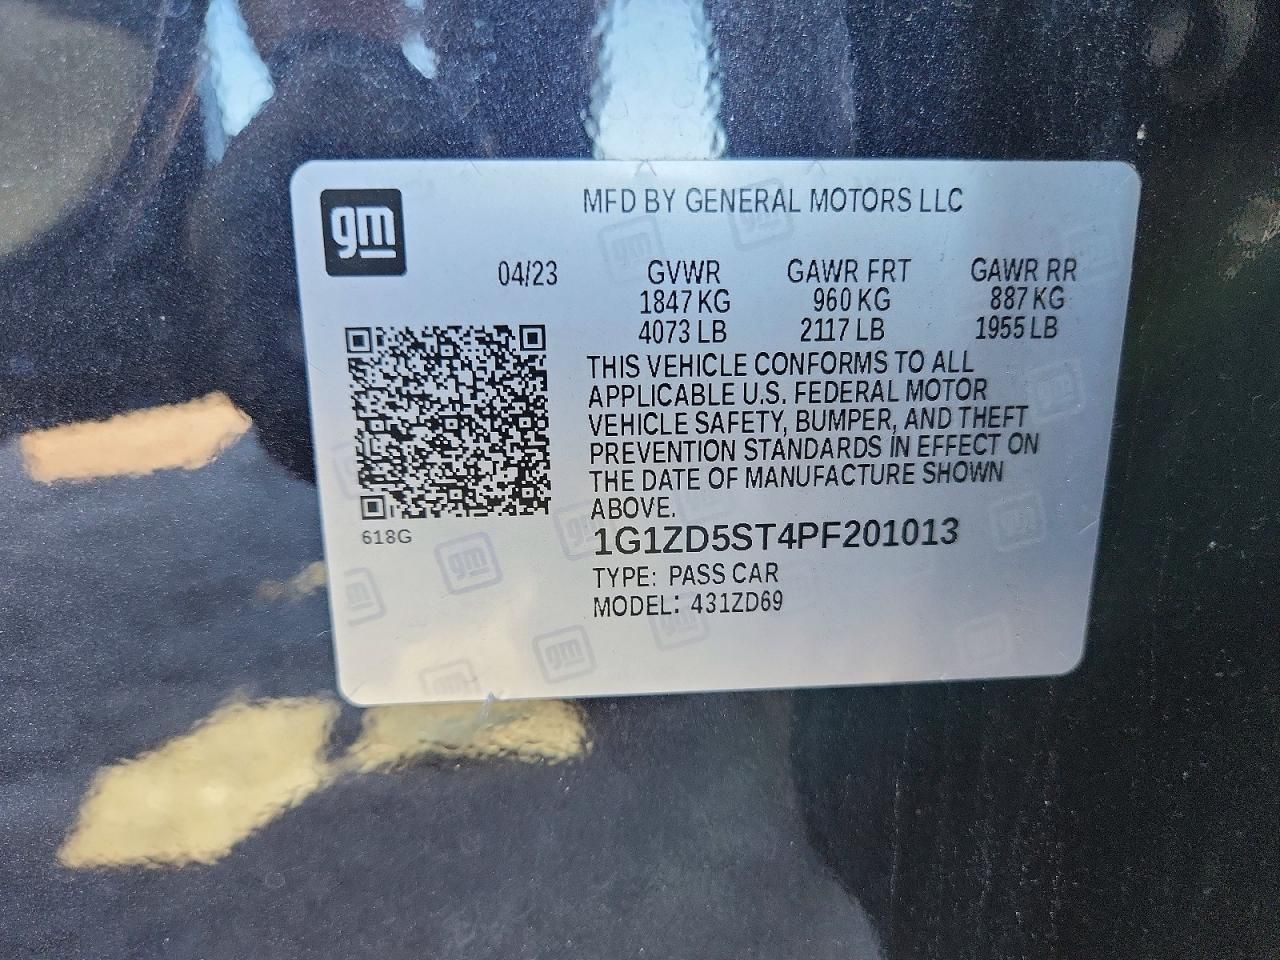 gm
MFD BY GENERAL MOTORS LLC
04/23 GVWR GAWR FRT GAWR RR
1847 KG 960 KG 887 KG
4073 LB 2117 LB 1955 LB
THIS VEHICLE CONFORMS TO ALL
APPLICABLE U.S. FEDERAL MOTOR
VEHICLE SAFETY, BUMPER, AND THEFT
PREVENTION STANDARDS IN EFFECT ON
THE DATE OF MANUFACTURE SHOWN
ABOVE.
618G
1G1ZD5ST4PF201013
TYPE: PASS CAR
MODEL: 431ZD69